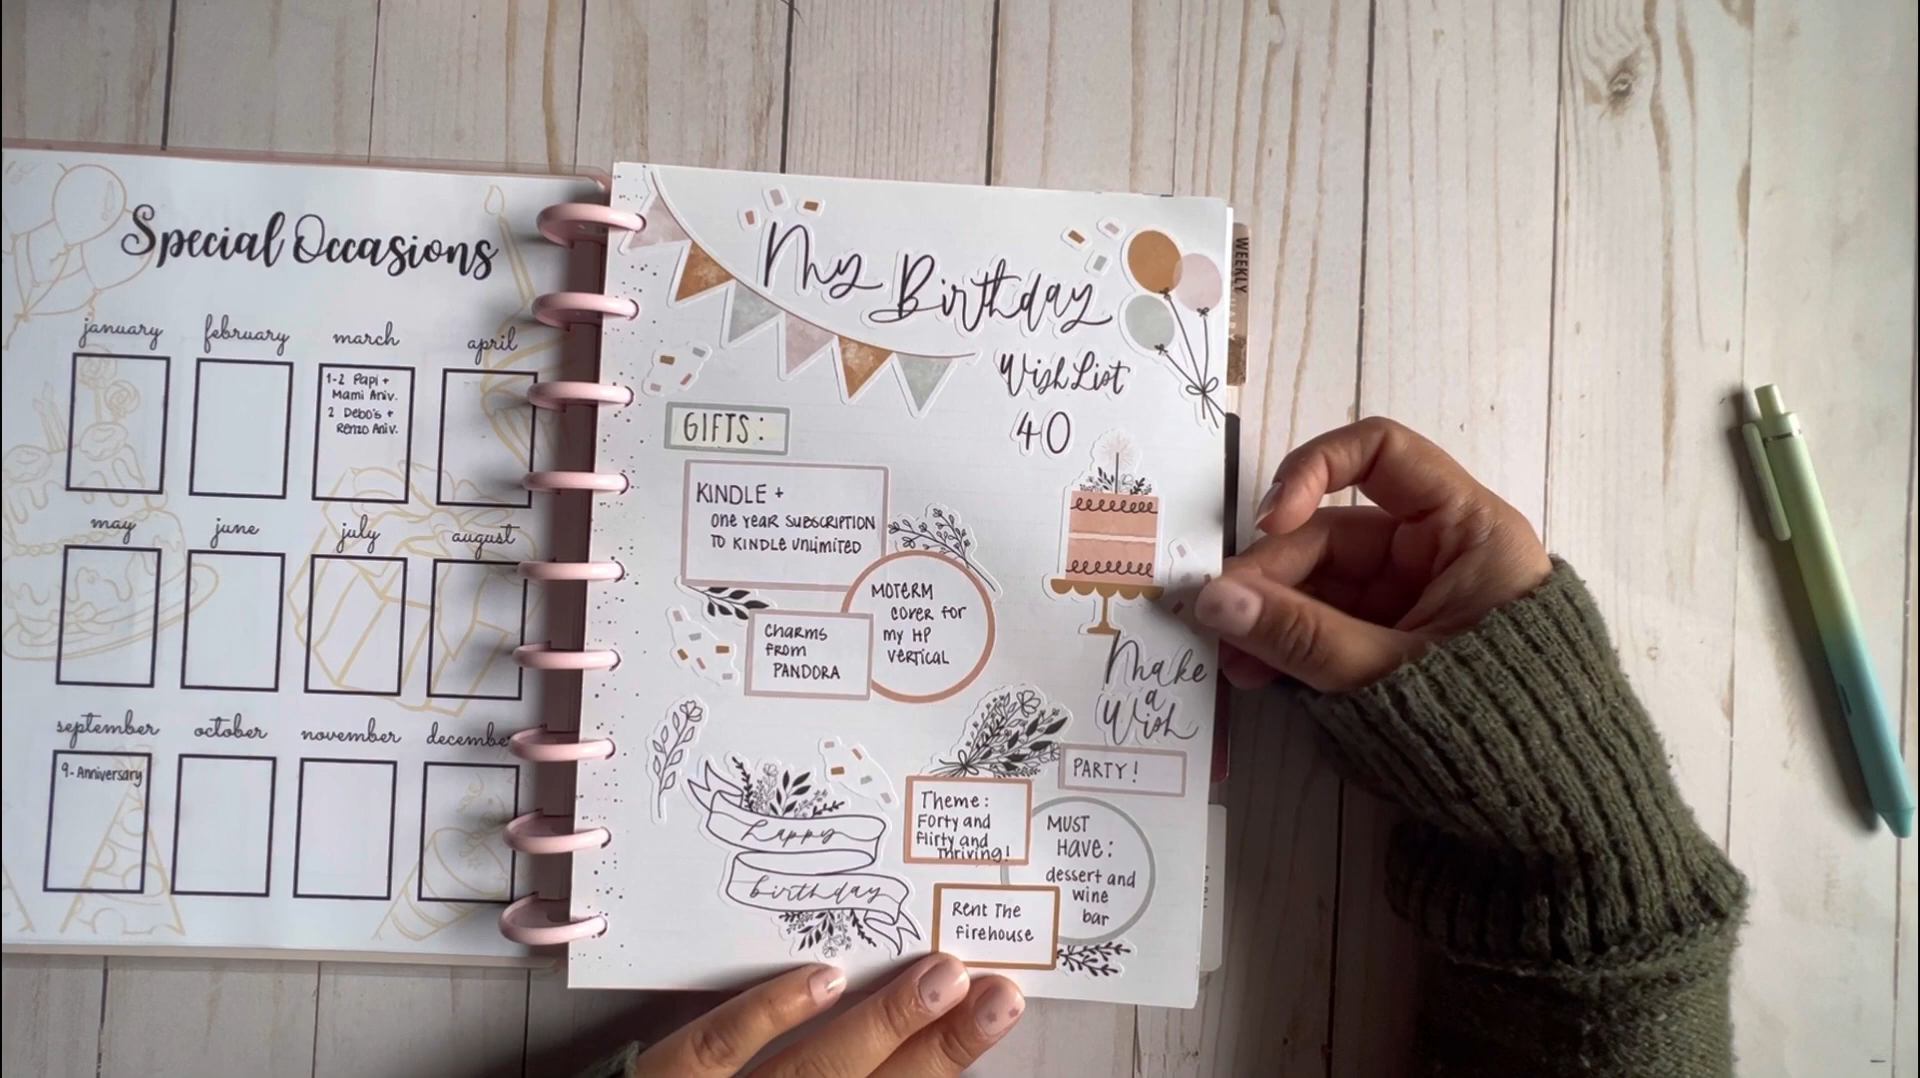 Special Occasions
january
february
march
april
1-2 Papi +
Mami Aniv.
2 Debo's +
Renzo Aniv.
may
june
july
august
september
october
november
december
9-Anniversary
My Birthday
Wish List
40
GIFTS:
KINDLE +
one year subscription
to Kindle unlimited
MOTERM
cover for
my HP
vertical
Charms
from
PANDORA
Make
a
Wish
happy
birthday
PARTY!
Theme:
Forty and
flirty and
thriving!
MUST
HAVE:
dessert and
wine
bar
Rent The
firehouse
WEEKLY